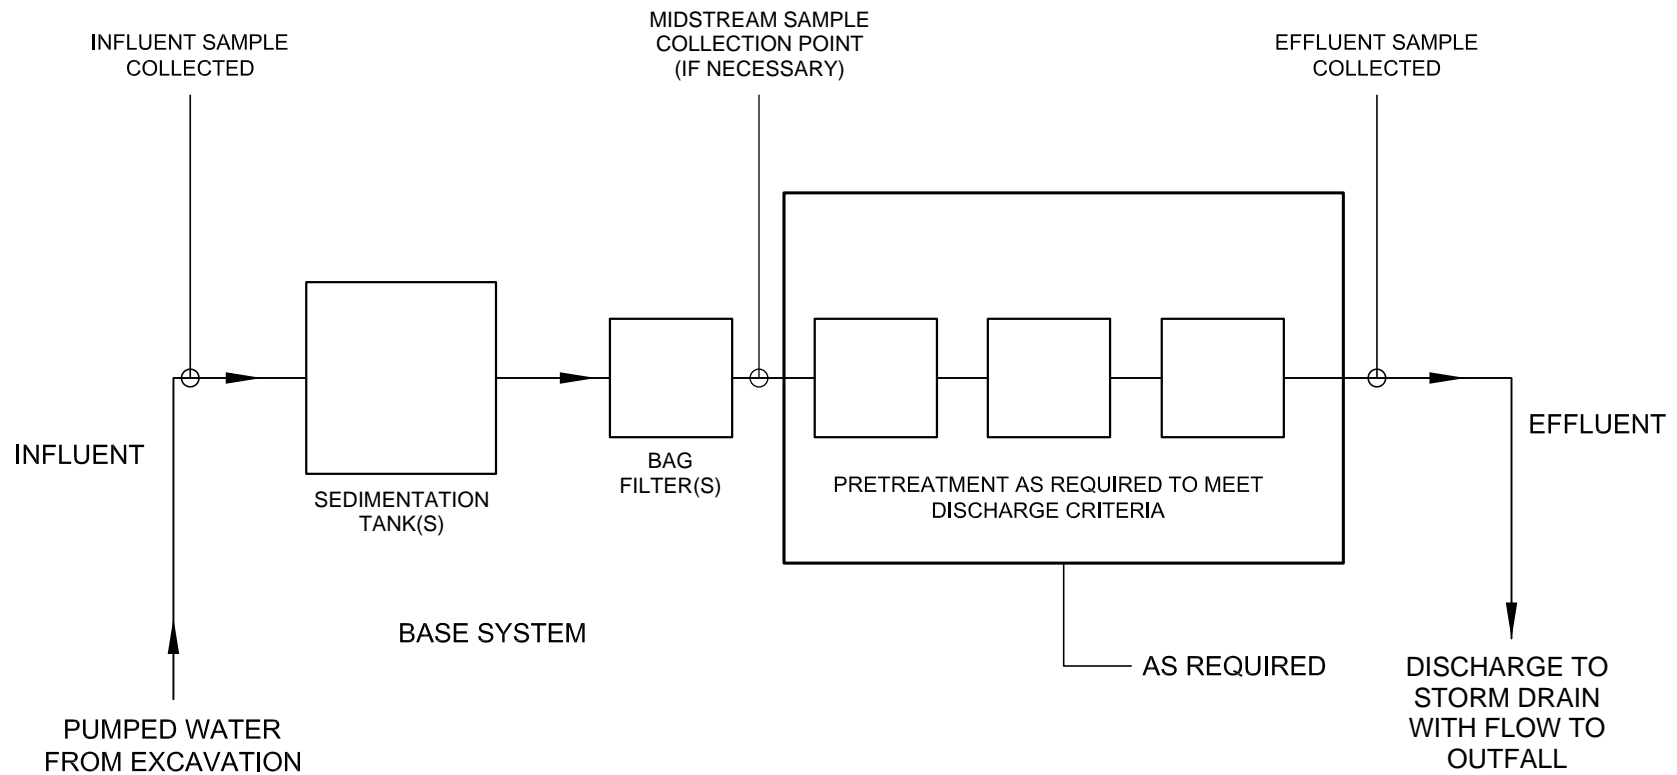 INFLUENT SAMPLE
COLLECTED
MIDSTREAM SAMPLE
COLLECTION POINT
(IF NECESSARY)
EFFLUENT SAMPLE
COLLECTED
INFLUENT
SEDIMENTATION
TANK(S)
BAG
FILTER(S)
PRETREATMENT AS REQUIRED TO MEET
DISCHARGE CRITERIA
EFFLUENT
BASE SYSTEM
AS REQUIRED
PUMPED WATER
FROM EXCAVATION
DISCHARGE TO
STORM DRAIN
WITH FLOW TO
OUTFALL